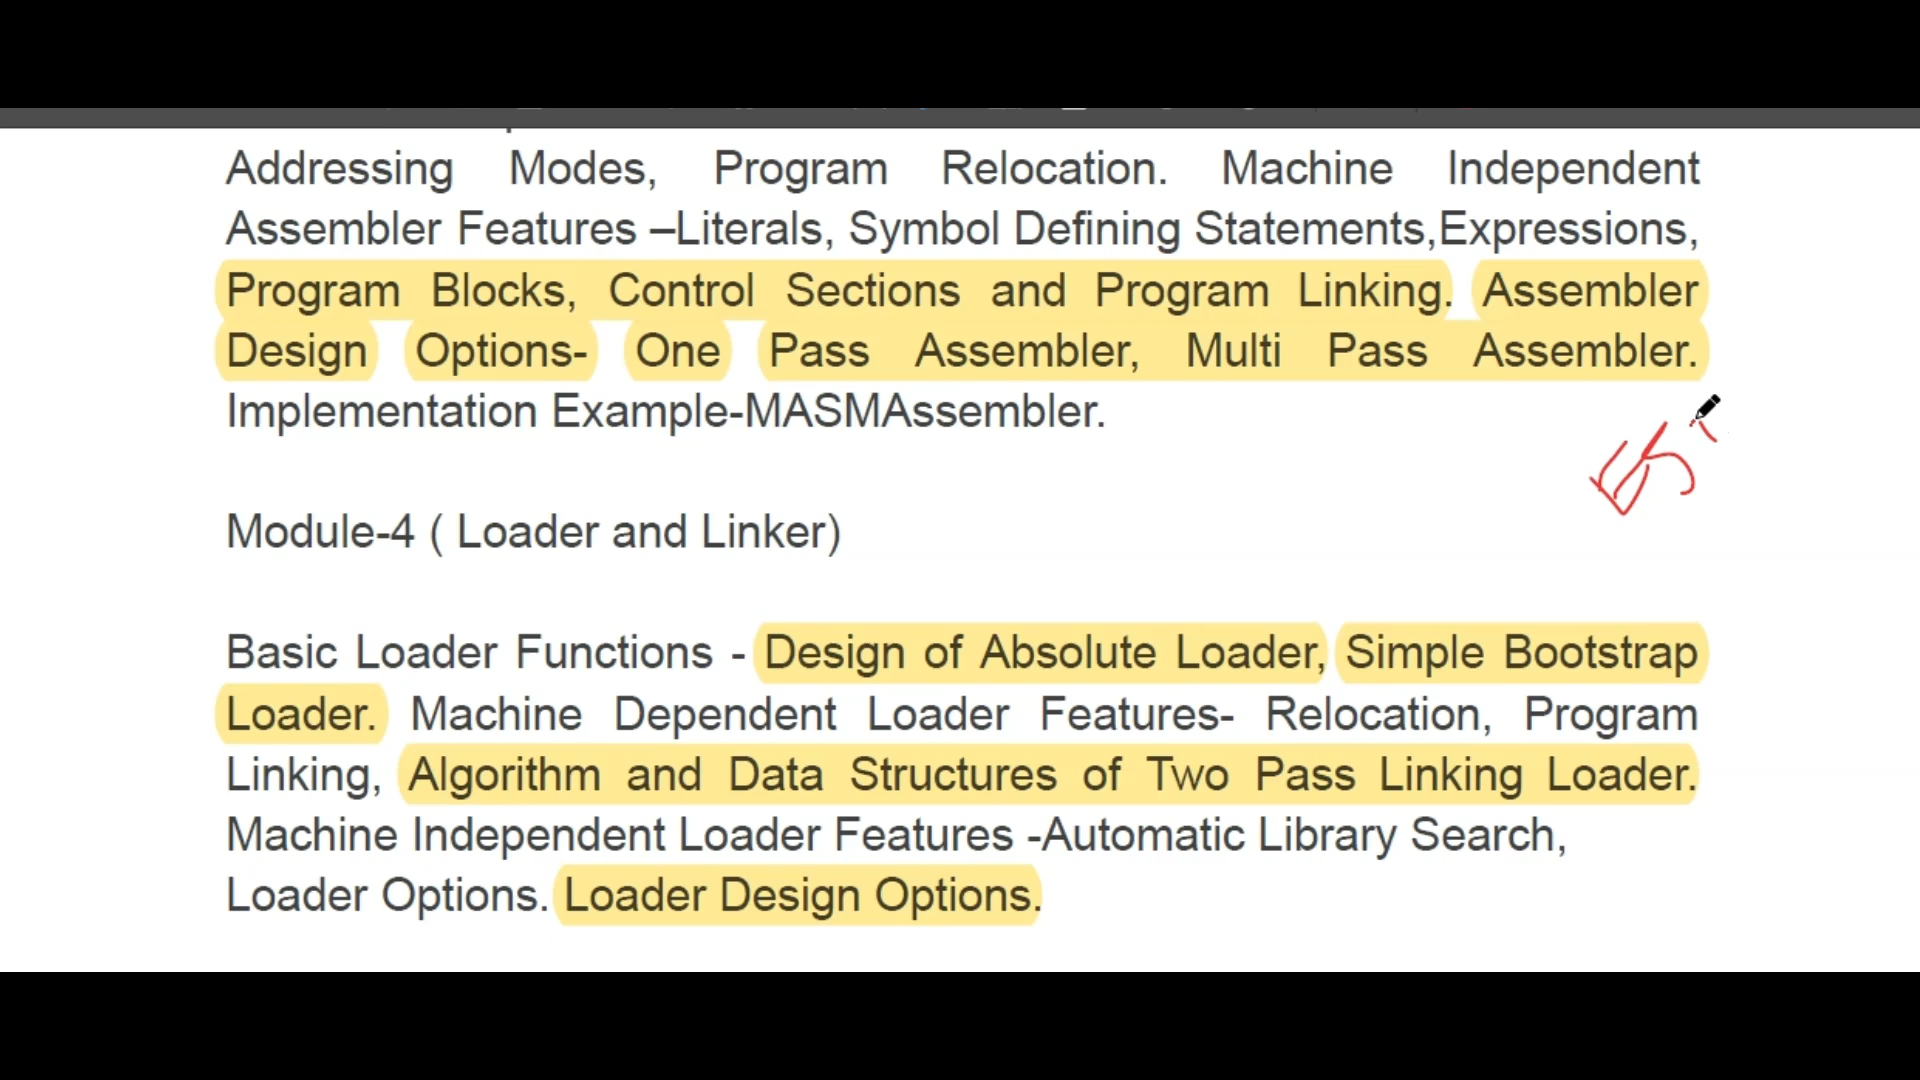 Addressing Modes, Program Relocation. Machine Independent
Assembler Features –Literals, Symbol Defining Statements,Expressions,
Program Blocks, Control Sections and Program Linking. Assembler
Design Options- One Pass Assembler, Multi Pass Assembler.
Implementation Example-MASMAssembler.
Module-4 ( Loader and Linker)
Basic Loader Functions - Design of Absolute Loader, Simple Bootstrap
Loader. Machine Dependent Loader Features- Relocation, Program
Linking, Algorithm and Data Structures of Two Pass Linking Loader.
Machine Independent Loader Features -Automatic Library Search,
Loader Options. Loader Design Options.